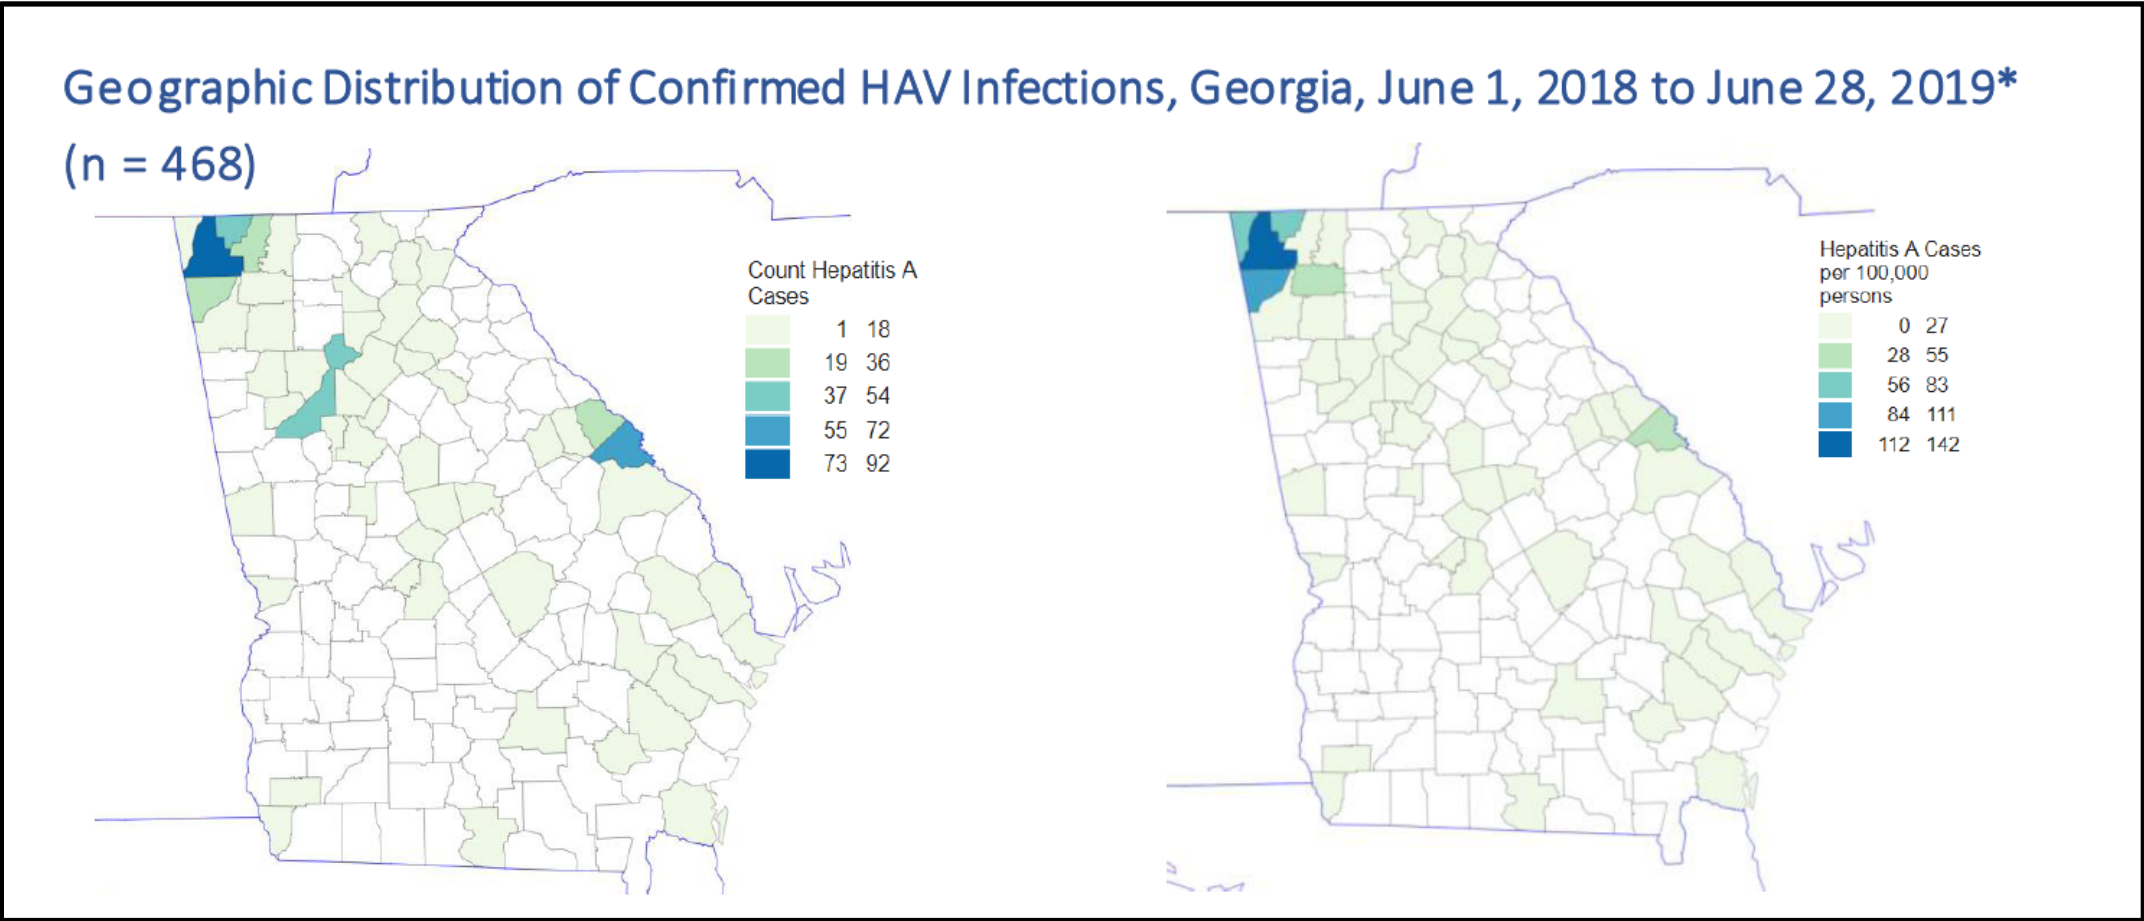 Geographic Distribution of Confirmed HAV Infections, Georgia, June 1, 2018 to June 28, 2019*
(n = 468)
Count Hepatitis A
Cases
1 18
19 36
37 54
55 72
73 92
Hepatitis A Cases
per 100,000
persons
0 27
28 55
56 83
84 111
112 142